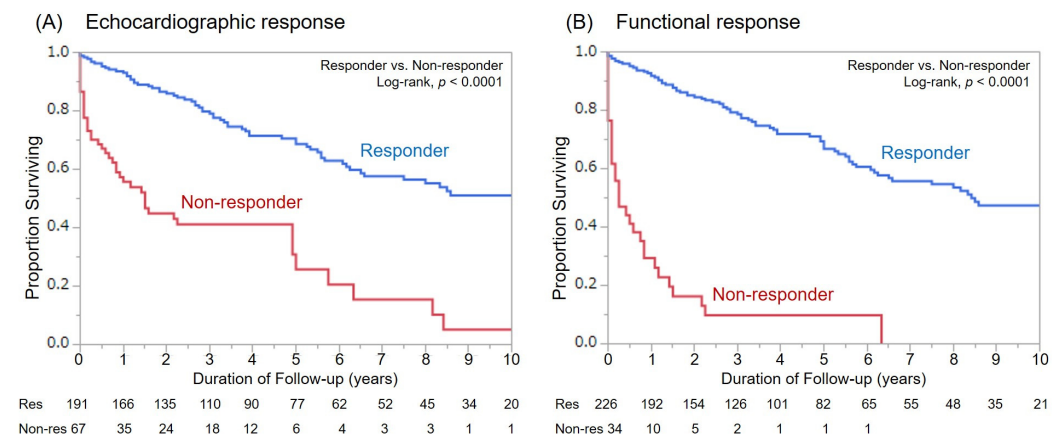 (A) Echocardiographic response
1.0
0.8
0.6
0.4
0.2
0.0
Proportion Surviving
Responder vs. Non-responder
Log-rank, p < 0.0001
Responder
Non-responder
0 1 2 3 4 5 6 7 8 9 10
Duration of Follow-up (years)
Res 191 166 135 110 90 77 62 52 45 34 20
Non-res 67 35 24 18 12 6 4 3 3 1 1
(B) Functional response
1.0
0.8
0.6
0.4
0.2
0.0
Proportion Surviving
Responder vs. Non-responder
Log-rank, p < 0.0001
Responder
Non-responder
0 1 2 3 4 5 6 7 8 9 10
Duration of Follow-up (years)
Res 226 192 154 126 101 82 65 55 48 35 21
Non-res 34 10 5 2 1 1 1